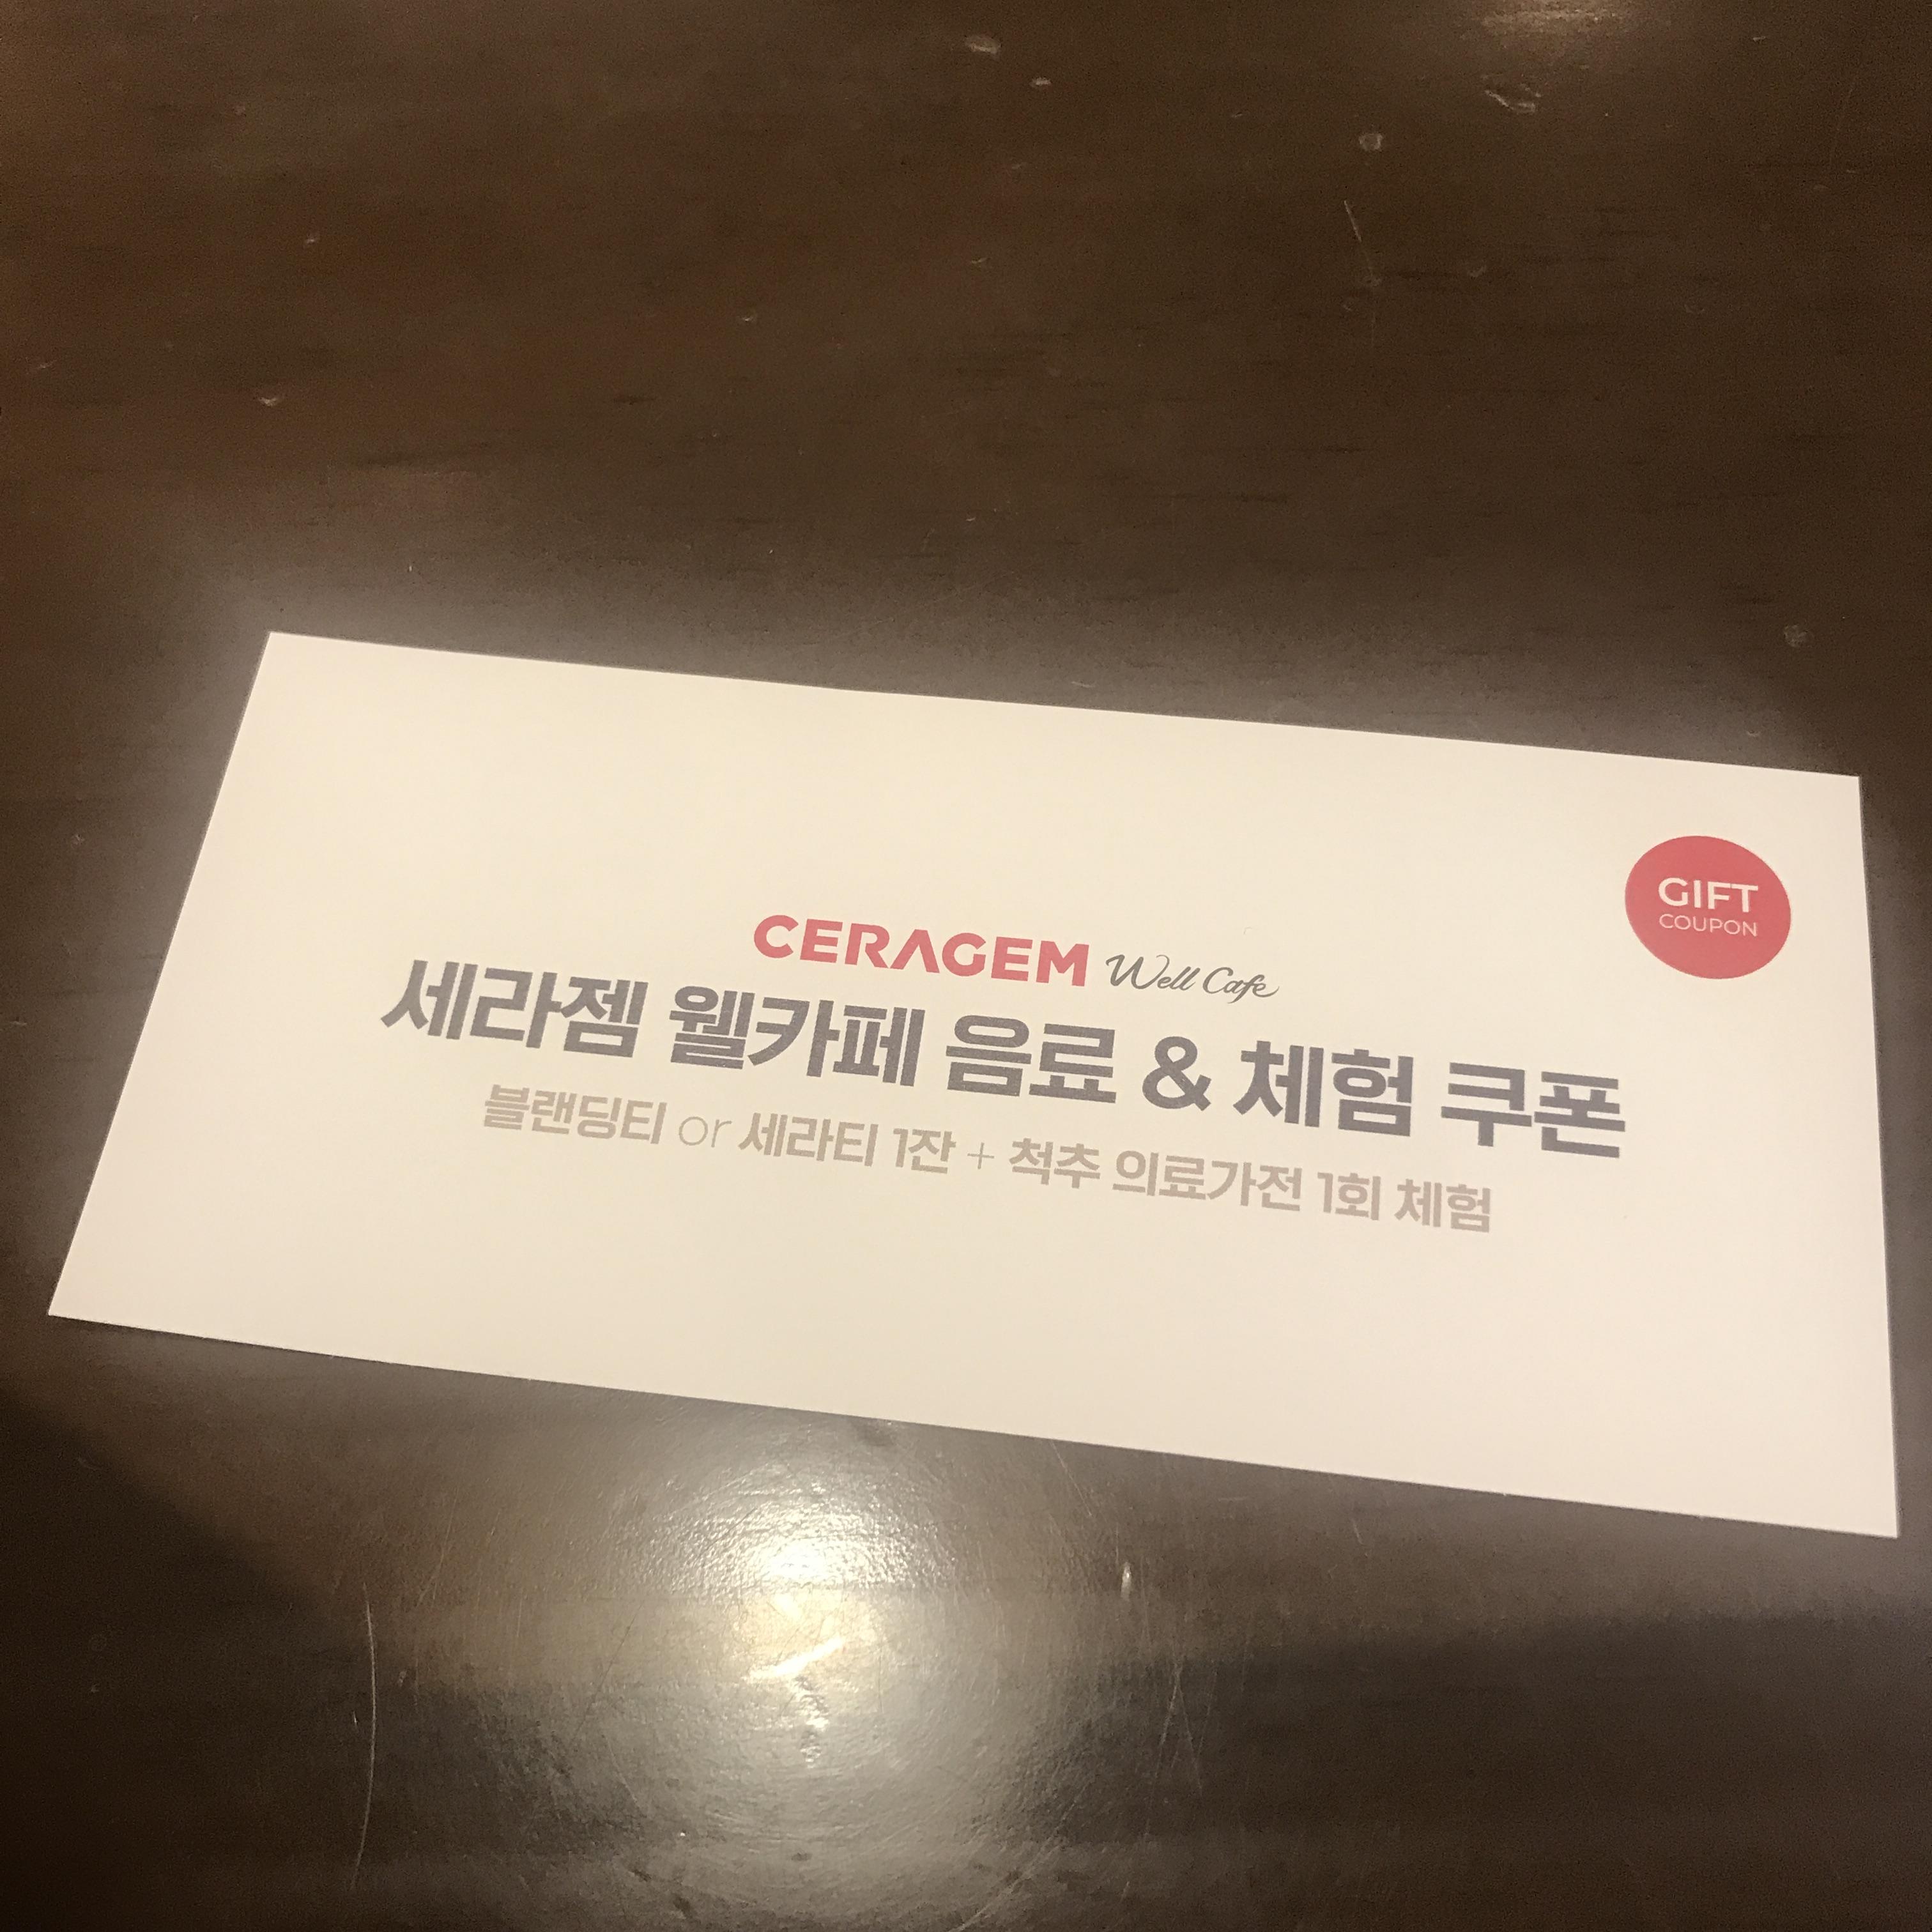 GIFT
COUPON
CERAGEM Well Cafe
세라젬 웰카페 음료 & 체험 쿠폰
블랜딩티 or 세라티 1잔 + 척추 의료가전 1회 체험